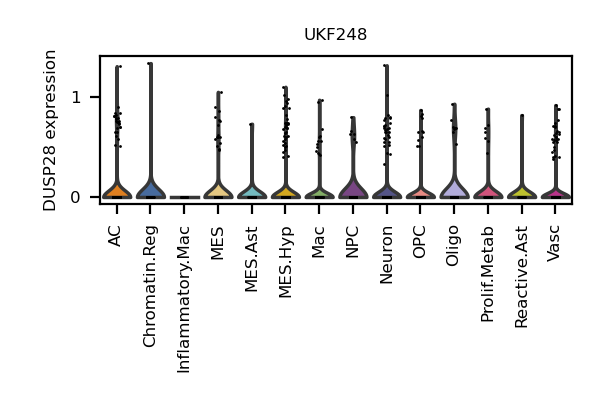 UKF248
DUSP28 expression
1
0
AC
Chromatin.Reg
Inflammatory.Mac
MES
MES.Ast
MES.Hyp
Mac
NPC
Neuron
OPC
Oligo
Prolif.Metab
Reactive.Ast
Vasc